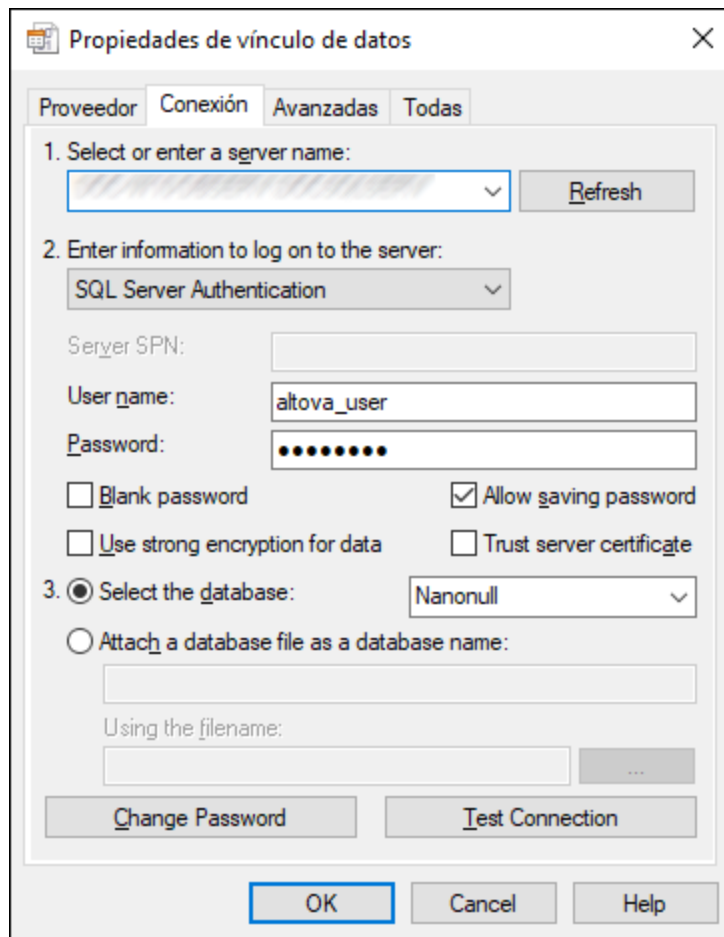 Propiedades de vínculo de datos
Proveedor Conexión Avanzadas Todas
1. Select or enter a server name:
Refresh
2. Enter information to log on to the server:
SQL Server Authentication
Server SPN:
User name: altova_user
Password: ●●●●●●●●
Blank password Allow saving password
Use strong encryption for data Trust server certificate
3. Select the database: Nanonull
Attach a database file as a database name:
Using the filename:
...
Change Password Test Connection
OK Cancel Help